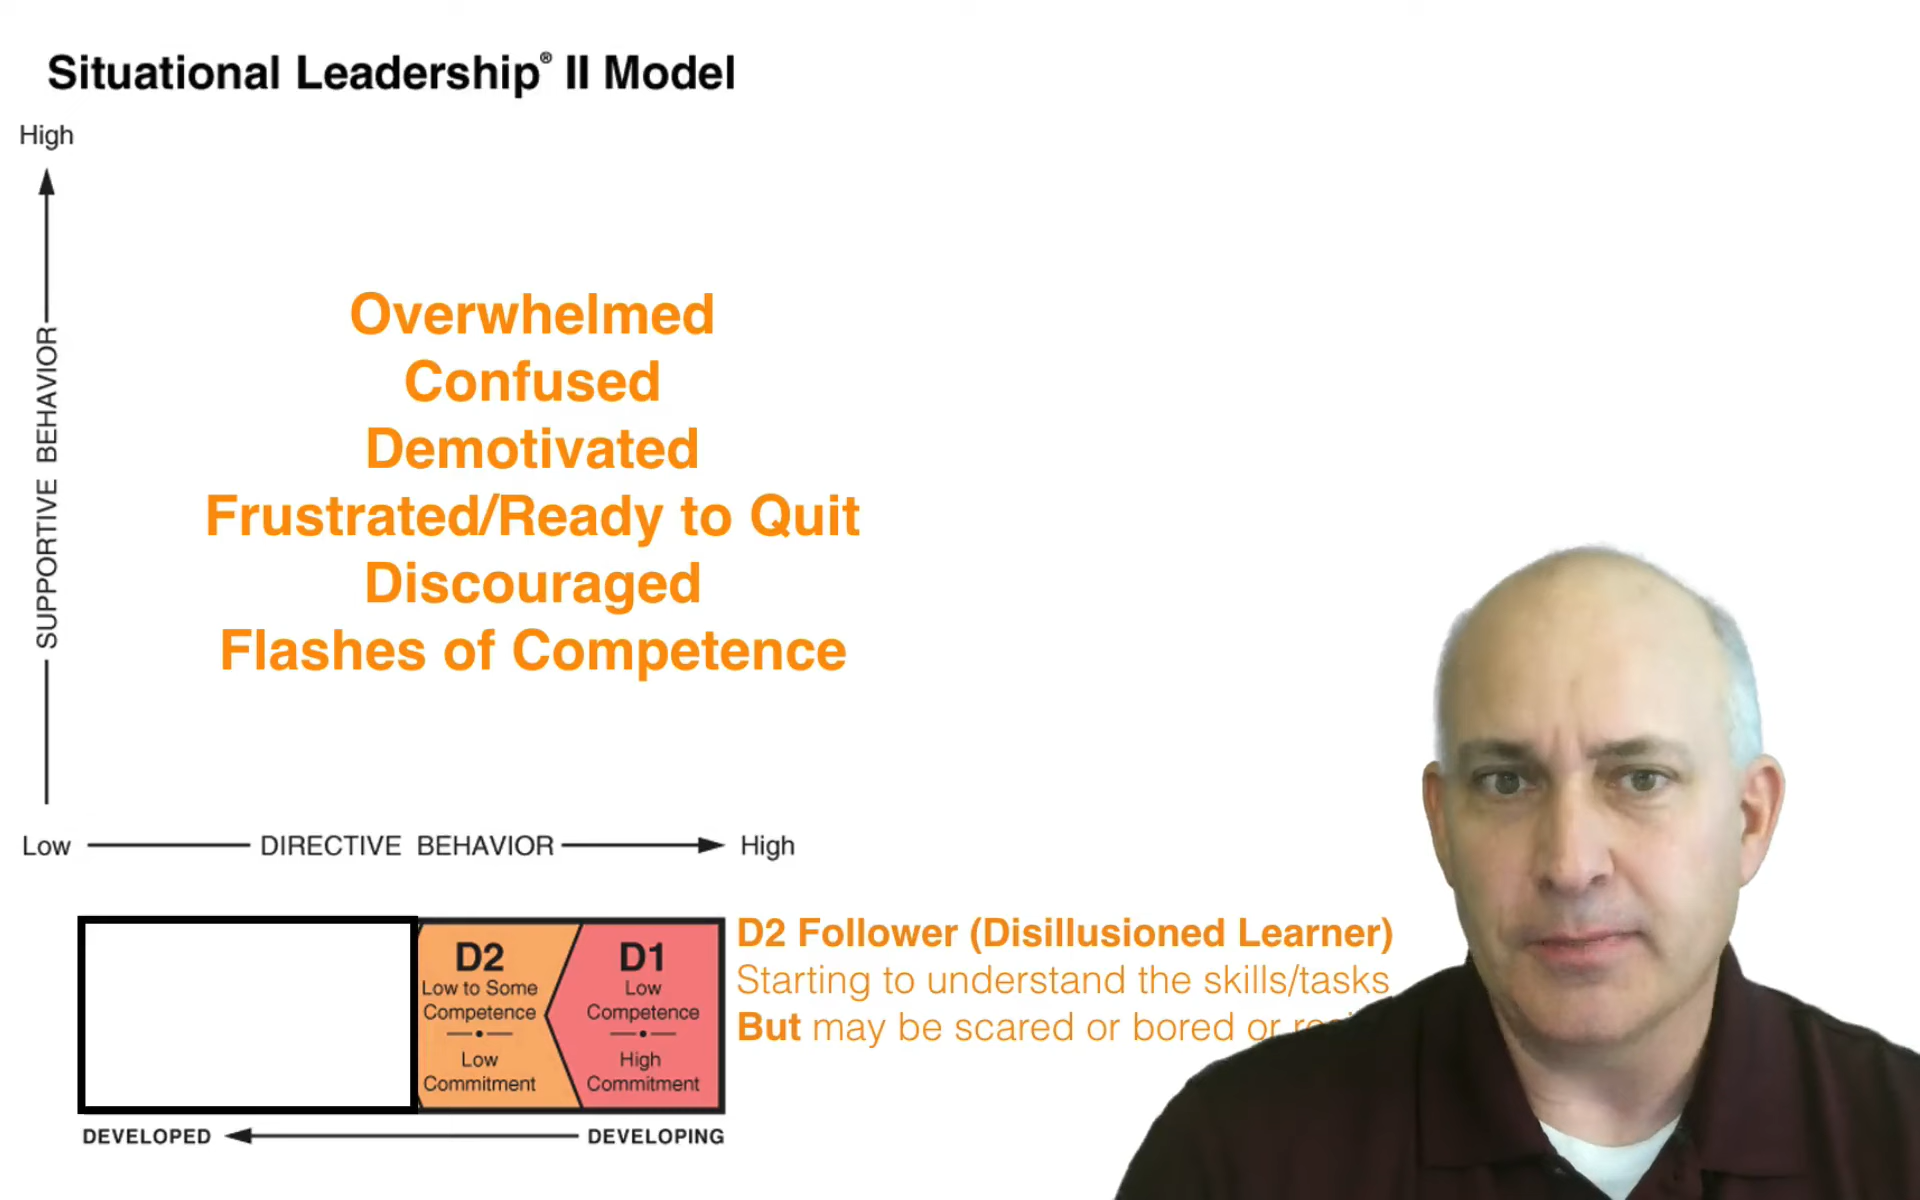 Situational Leadership® II Model
High
SUPPORTIVE BEHAVIOR
Overwhelmed
Confused
Demotivated
Frustrated/Ready to Quit
Discouraged
Flashes of Competence
Low
DIRECTIVE BEHAVIOR
High
D2
Low to Some
Competence
Low
Commitment
D1
Low
Competence
High
Commitment
D2 Follower (Disillusioned Learner)
Starting to understand the skills/tasks
But may be scared or bored or
DEVELOPED
DEVELOPING